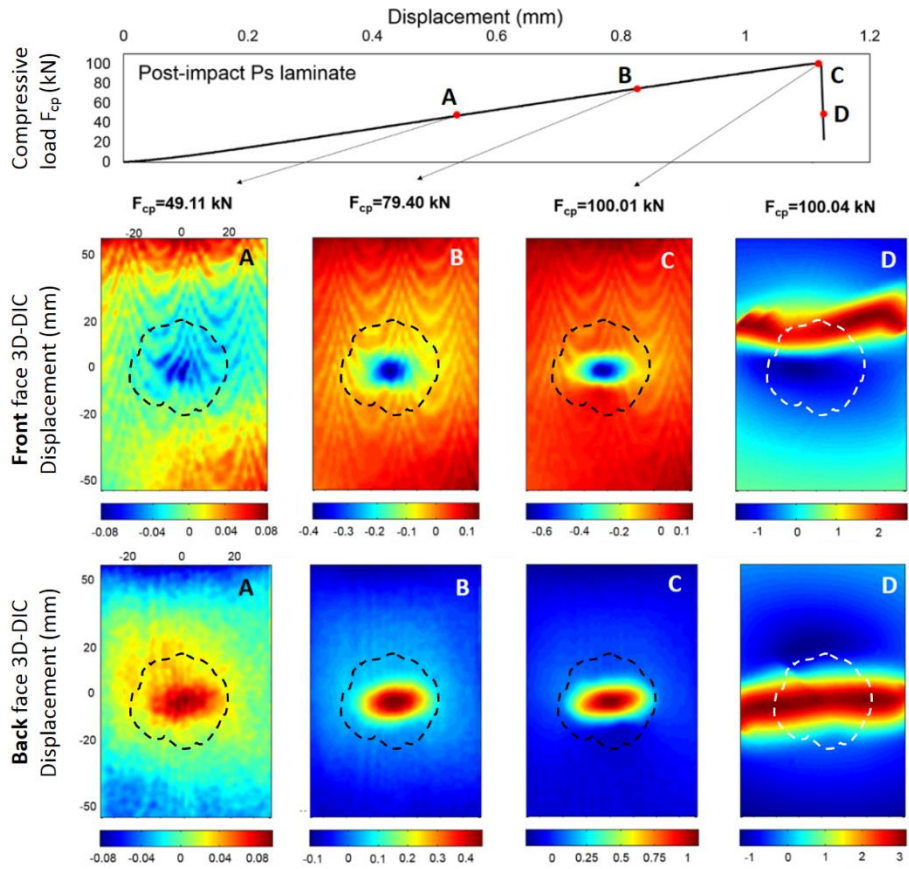 Displacement (mm)
0 0.2 0.4 0.6 0.8 1 1.2
Compressive
load Fcp (kN)
100
80
60
40
20
0
Post-impact Ps laminate
A
B
C
D
Fcp=49.11 kN Fcp=79.40 kN Fcp=100.01 kN Fcp=100.04 kN
-20 0 20
Front face 3D-DIC
Displacement (mm)
50
20
0
-20
-50
A B C D
-0.08 -0.04 0 0.04 0.08
-0.4 -0.3 -0.2 -0.1 0 0.1
-0.6 -0.4 -0.2 0 0.1
-1 0 1 2
-20 0 20
Back face 3D-DIC
Displacement (mm)
50
20
0
-20
-50
A B C D
-0.08 -0.04 0 0.04 0.08
-0.1 0 0.1 0.2 0.3 0.4
0 0.25 0.5 0.75 1
-1 0 1 2 3